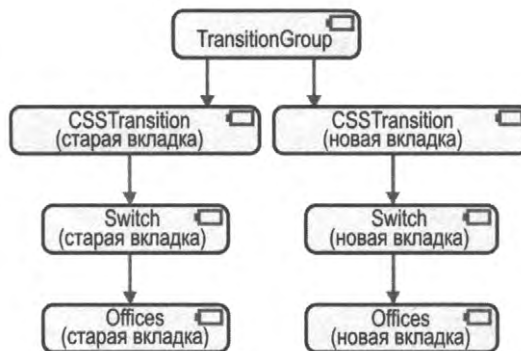 TransitionGroup
CSSTransition
(старая вкладка)
CSSTransition
(новая вкладка)
Switch
(старая вкладка)
Switch
(новая вкладка)
Offices
(старая вкладка)
Offices
(новая вкладка)